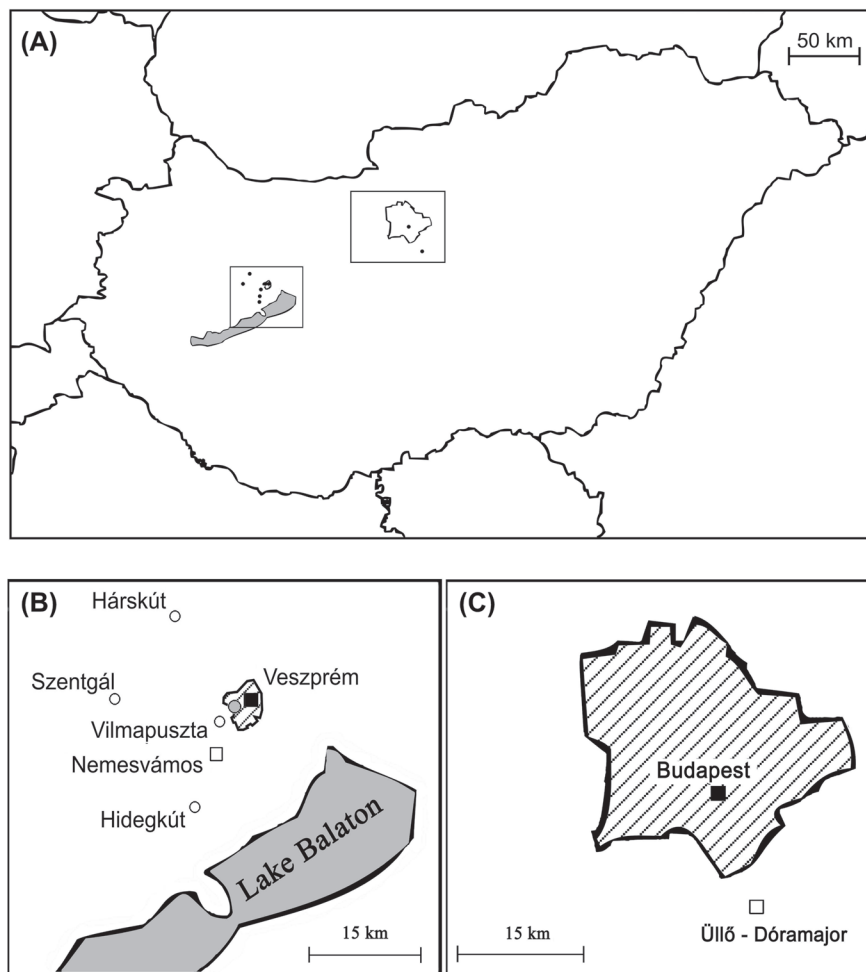 (A)
50 km
(B)
Hárskút
Szentgál
Veszprém
Vilmapuszta
Nemesvámos
Hidegkút
Lake Balaton
15 km
(C)
Budapest
Üllő - Dóramajor
15 km